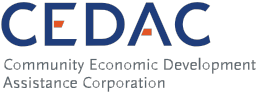 CEDAC
Community Economic Development
Assistance Corporation